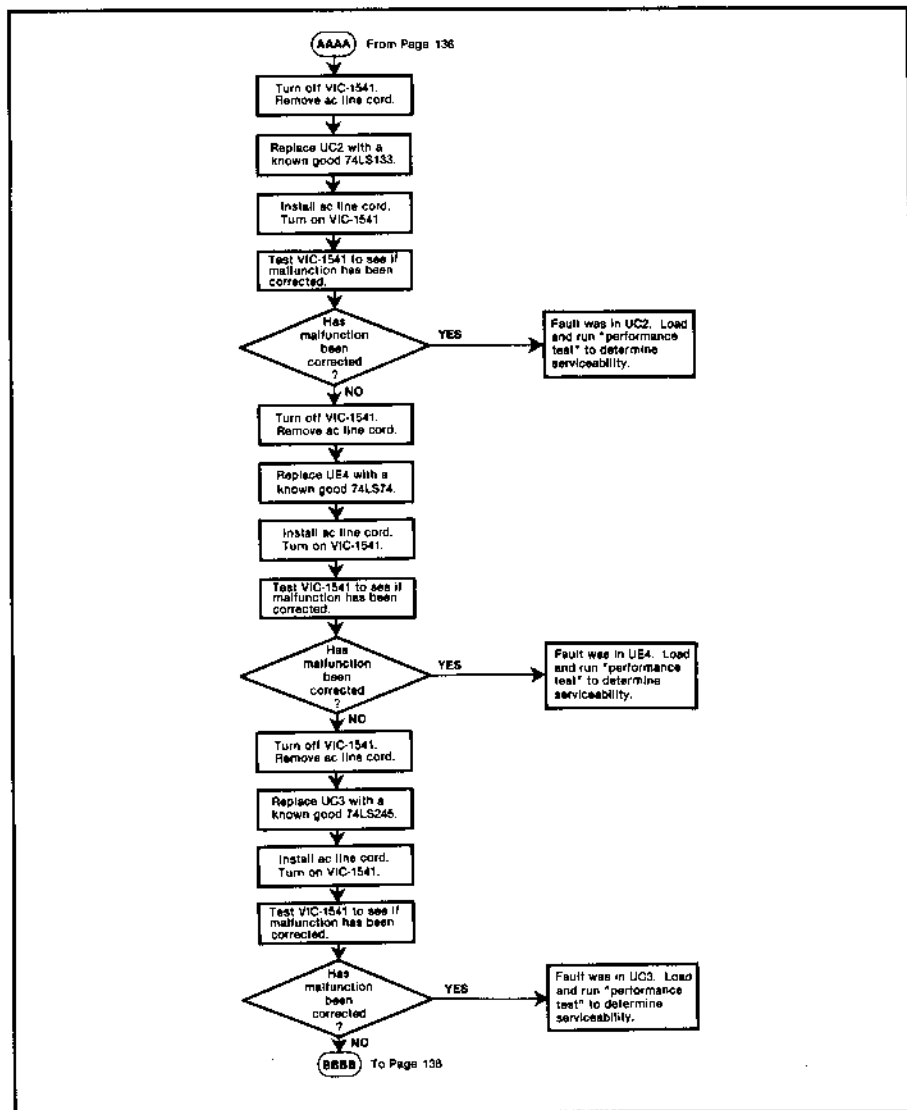 AAAA From Page 136
Turn off VIC-1541.
Remove ac line cord.
Replace UC2 with a
known good 74LS133.
Install ac line cord.
Turn on VIC-1541
Test VIC-1541 to see if
malfunction has been
corrected.
Has
malfunction
been
corrected
?
YES
Fault was in UC2. Load
and run "performance
test" to determine
serviceability.
NO
Turn off VIC-1541.
Remove ac line cord.
Replace UE4 with a
known good 74LS74.
Install ac line cord.
Turn on VIC-1541.
Test VIC-1541 to see if
malfunction has been
corrected.
Has
malfunction
been
corrected
?
YES
Fault was in UE4. Load
and run "performance
test" to determine
serviceability.
NO
Turn off VIC-1541.
Remove ac line cord.
Replace UC3 with a
known good 74LS245.
Install ac line cord.
Turn on VIC-1541.
Test VIC-1541 to see if
malfunction has been
corrected.
Has
malfunction
been
corrected
?
YES
Fault was in UC3. Load
and run "performance
test" to determine
serviceability.
NO
BBBB To Page 138